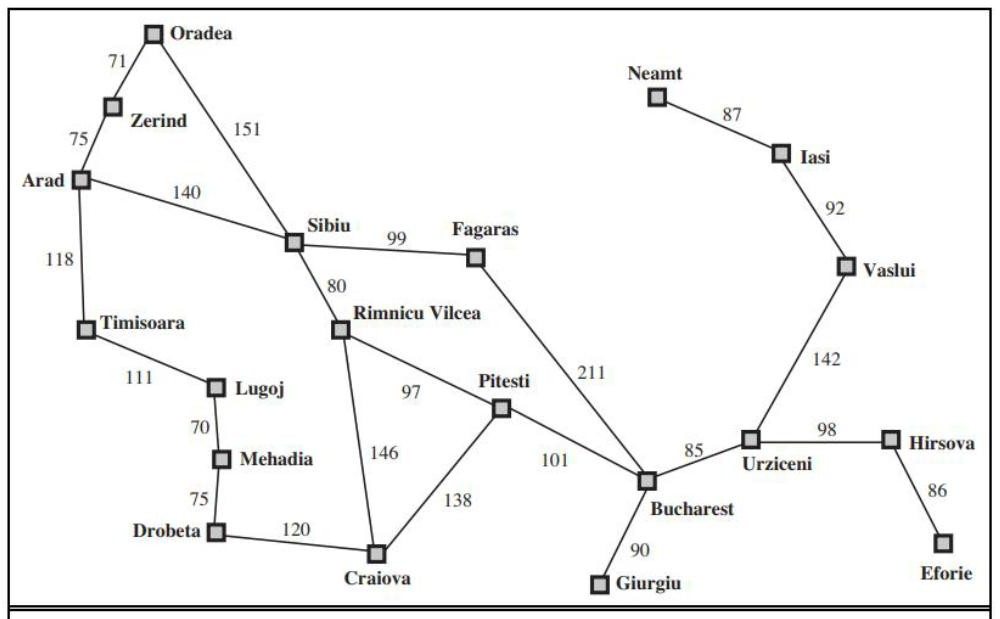 Oradea
71
Neamt
87
Zerind
151
75
Iasi
Arad
140
92
Sibiu
Fagaras
99
118
Vaslui
80
Rimnicu Vilcea
Timisoara
142
111
211
Pitesti
Lugoj
97
70
98
Hirsova
146
85
Mehadia
101
Urziceni
86
138
75
Bucharest
Drobeta
120
90
Eforie
Craiova
Giurgiu